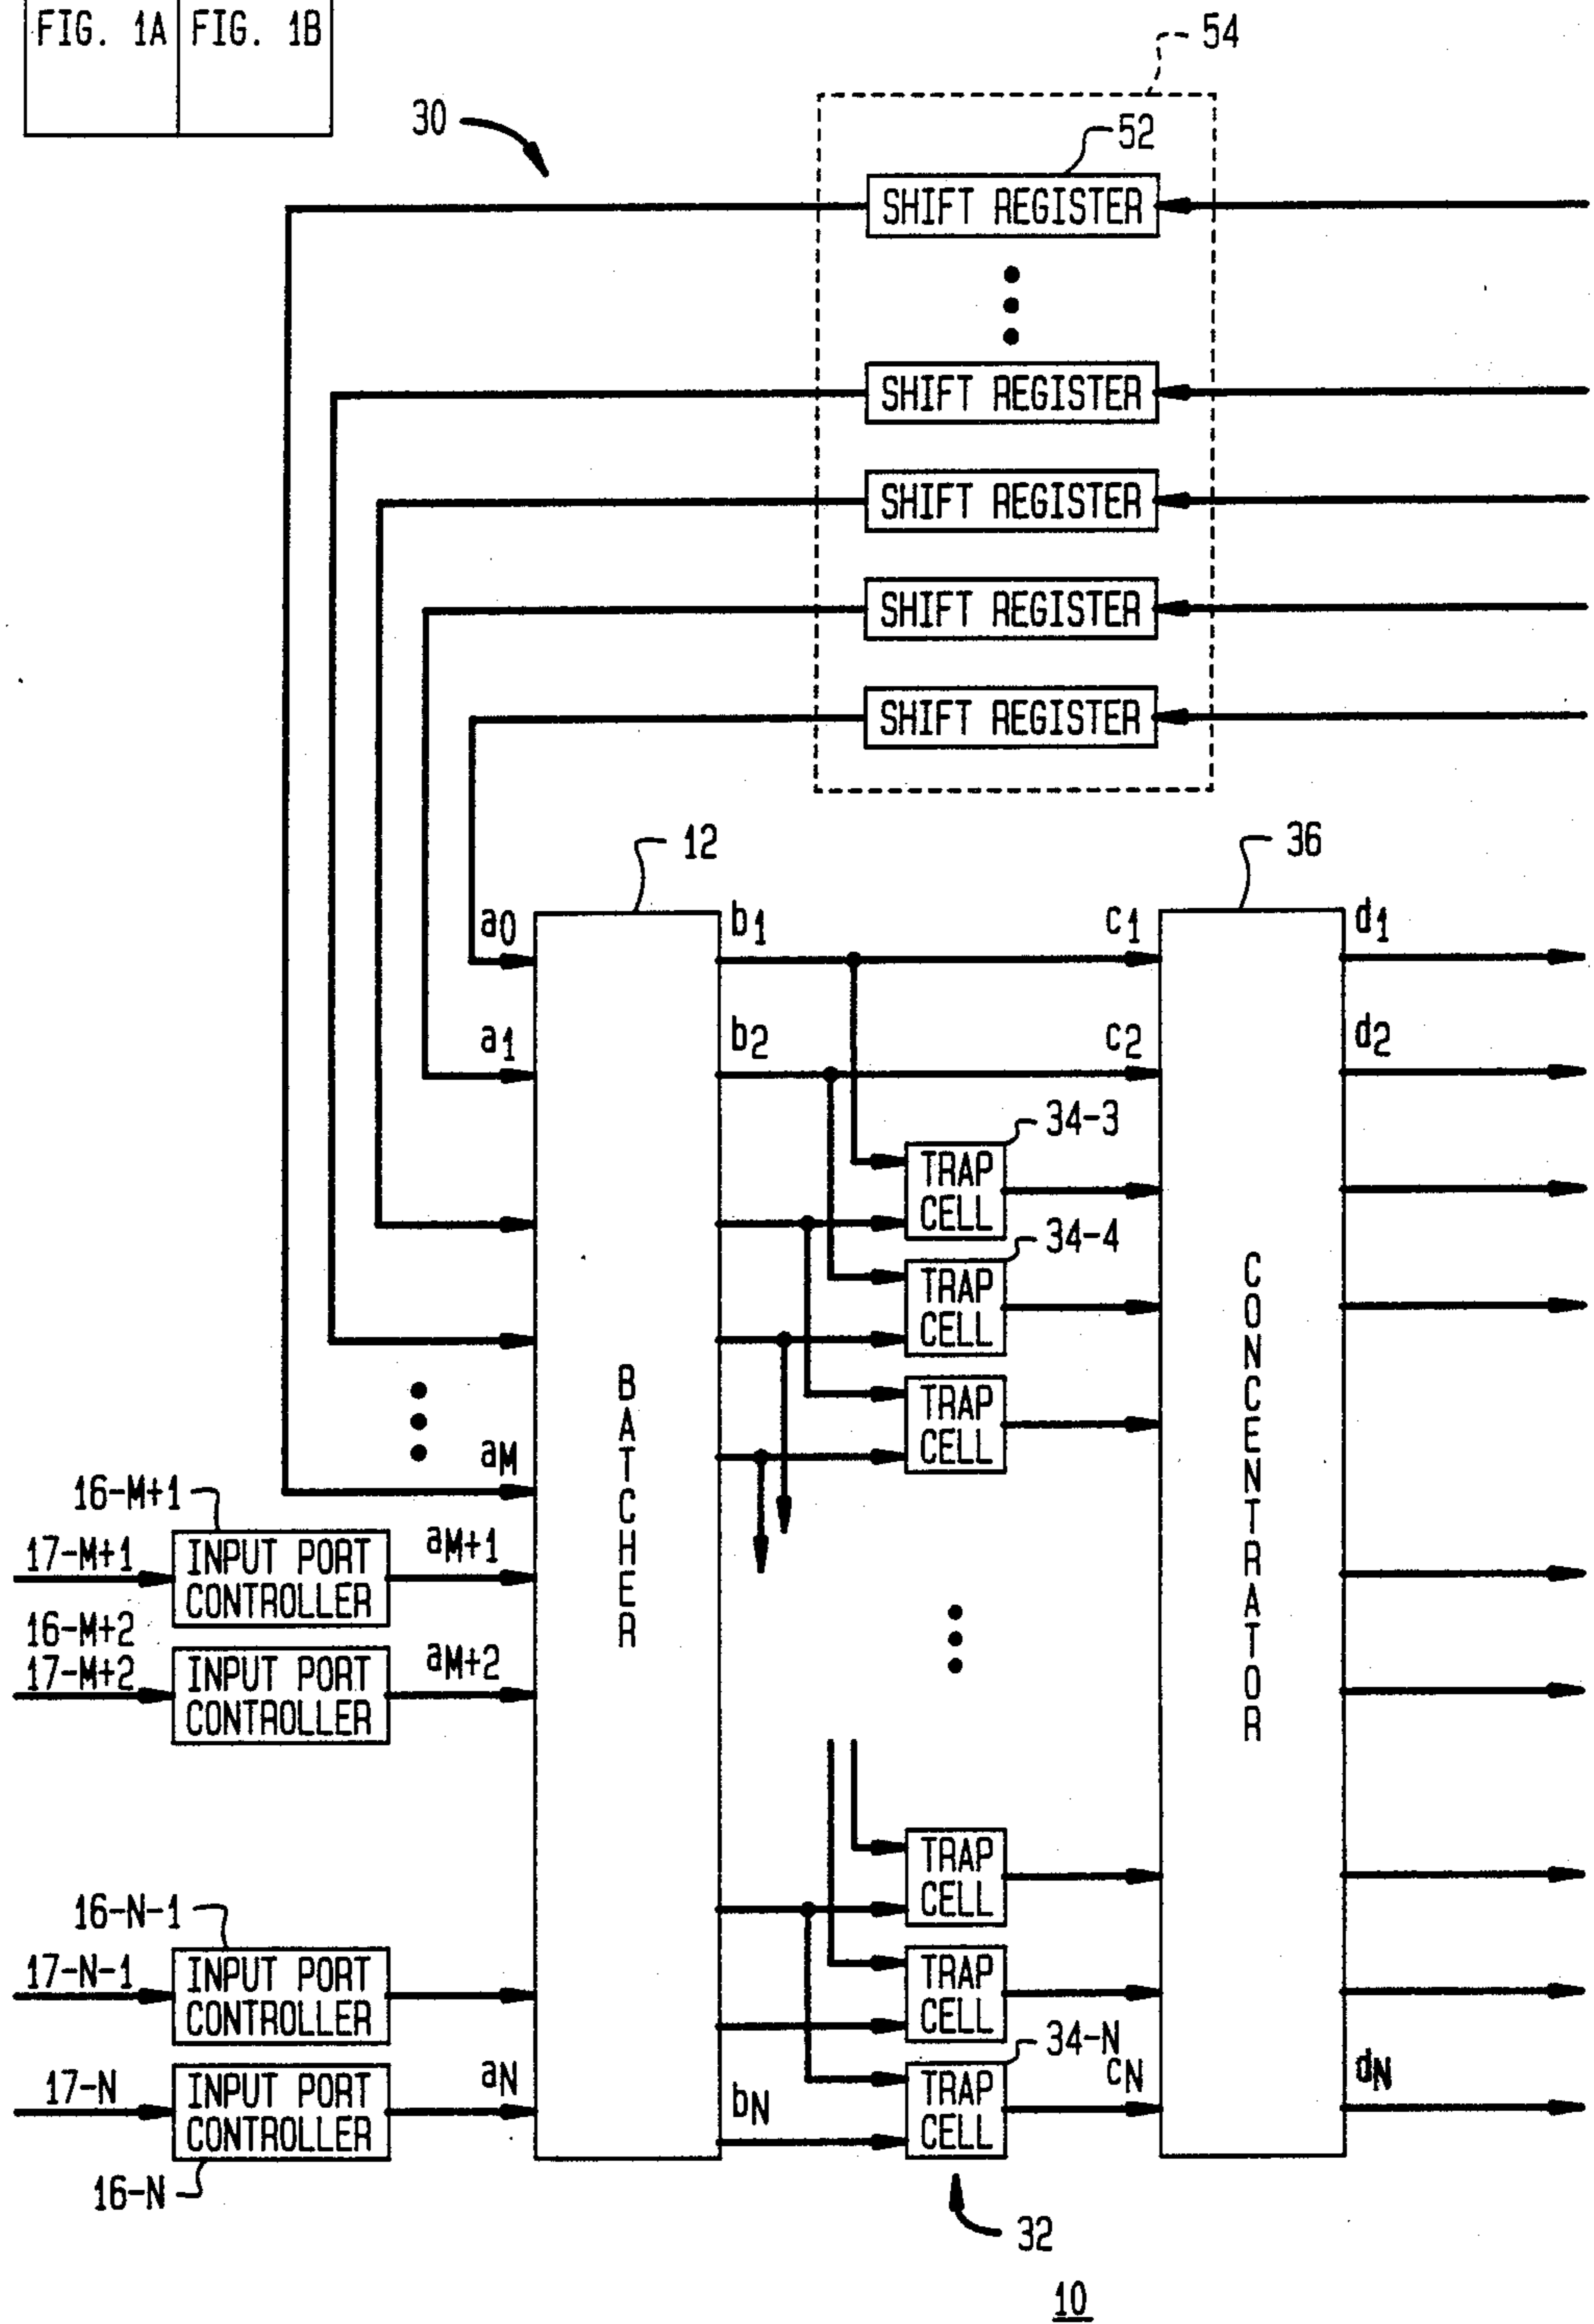 FIG. 1A FIG. 1B
54
30
52
SHIFT REGISTER
SHIFT REGISTER
SHIFT REGISTER
SHIFT REGISTER
SHIFT REGISTER
12
36
a0
b1
c1
d1
a1
b2
c2
d2
34-3
TRAP
CELL
34-4
TRAP
CELL
TRAP
CELL
BATCHER
CONCENTRATOR
aM
16-M+1
17-M+1
INPUT PORT
CONTROLLER
aM+1
16-M+2
17-M+2
INPUT PORT
CONTROLLER
aM+2
TRAP
CELL
16-N-1
17-N-1
INPUT PORT
CONTROLLER
TRAP
CELL
34-N
17-N
INPUT PORT
CONTROLLER
aN
bN
TRAP
CELL
cN
dN
16-N
32
10